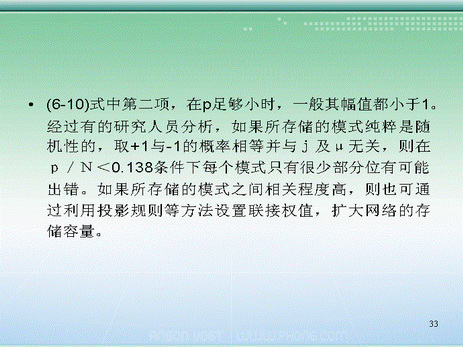 • (6-10)式中第二项，在p足够小时，一般其幅值都小于1。
经过有的研究人员分析，如果所存储的模式纯粹是随
机性的，取+1与-1的概率相等并与ｊ及μ无关，则在
ｐ／Ｎ＜0.138条件下每个模式只有很少部分位有可能
出错。如果所存储的模式之间相关程度高，则也可通
过利用投影规则等方法设置联接权值，扩大网络的存
储容量。
33